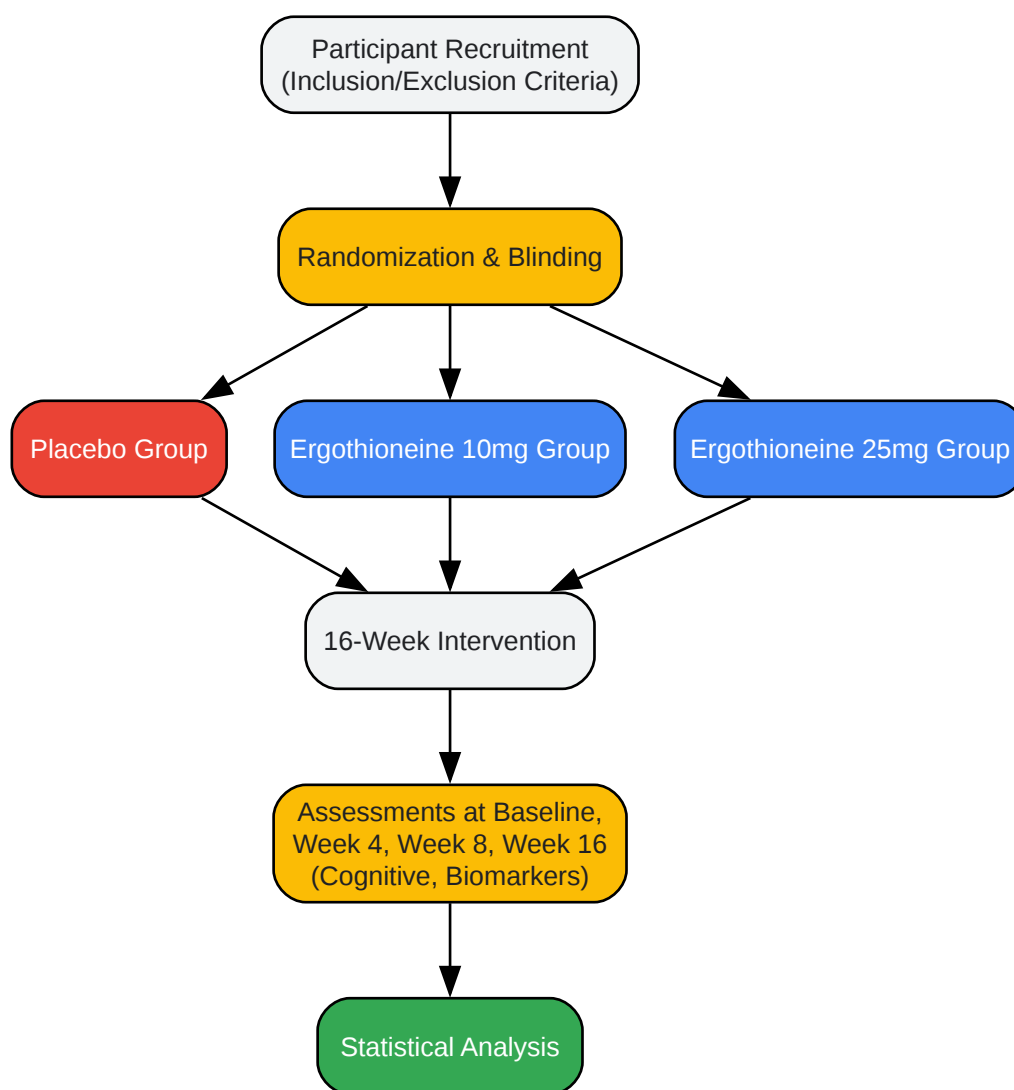 Participant Recruitment
(Inclusion/Exclusion Criteria)
Randomization & Blinding
Placebo Group
Ergothioneine 10mg Group
Ergothioneine 25mg Group
16-Week Intervention
Assessments at Baseline,
Week 4, Week 8, Week 16
(Cognitive, Biomarkers)
Statistical Analysis